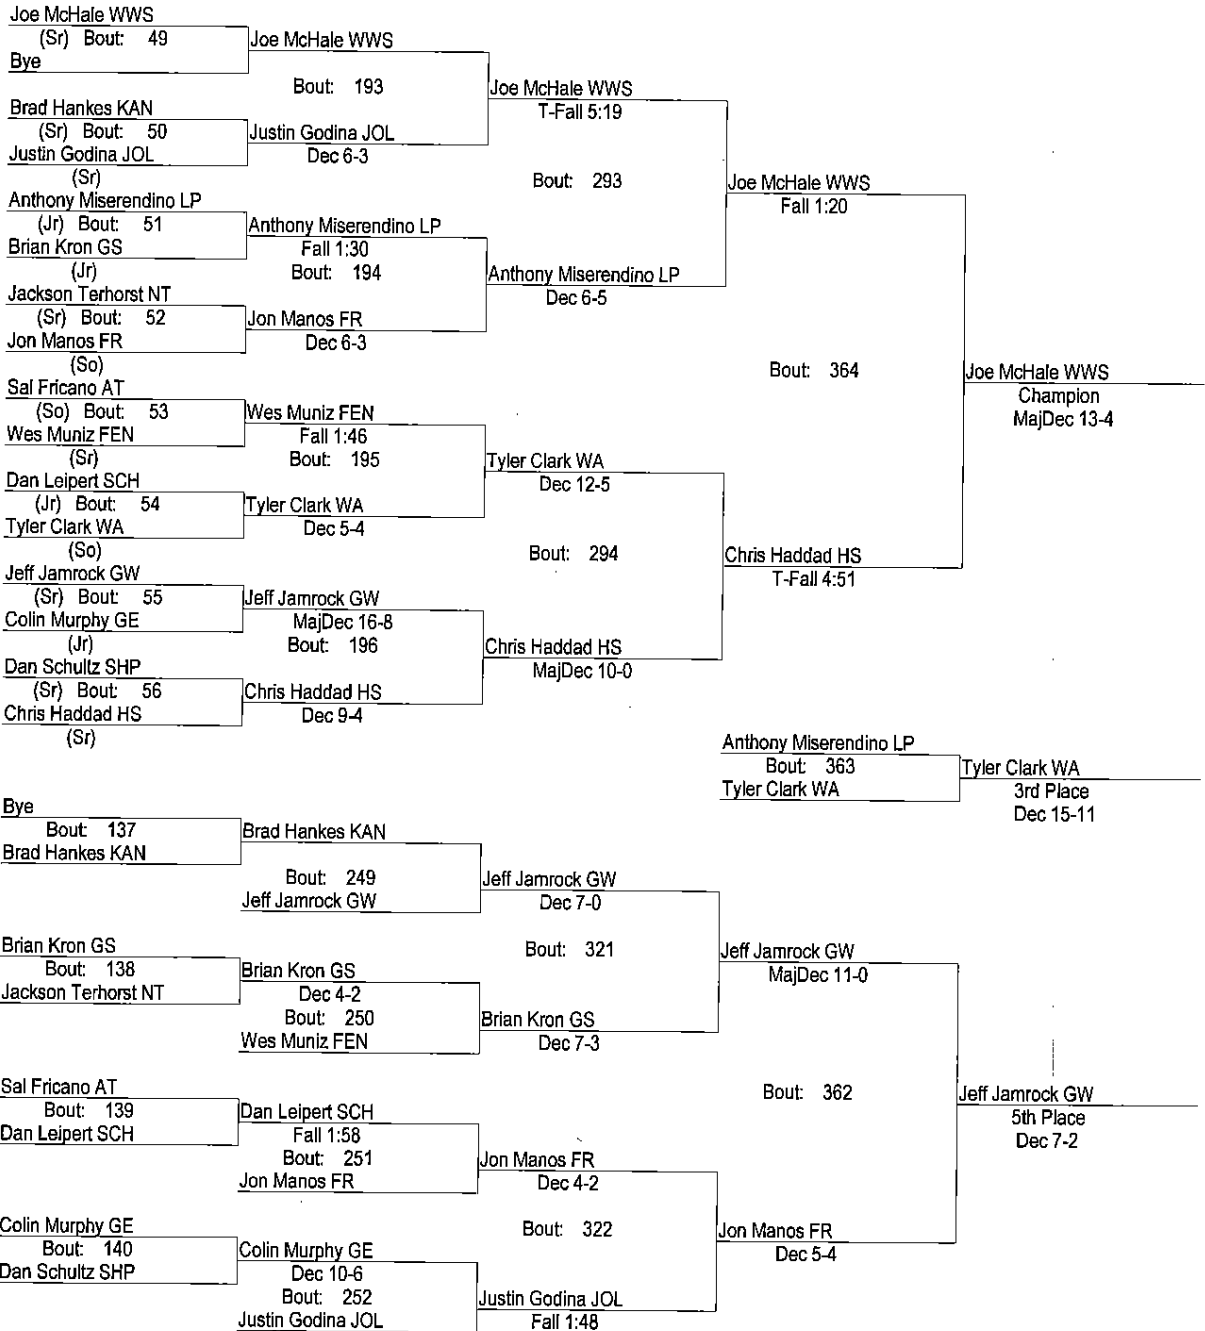 Joe McHale WWS
(Sr) Bout: 49
Bye
Joe McHale WWS
Bout: 193
Brad Hankes KAN
(Sr) Bout: 50
Justin Godina JOL
(Sr)
Justin Godina JOL
Dec 6-3
Joe McHale WWS
T-Fall 5:19
Bout: 293
Anthony Miserendino LP
(Jr) Bout: 51
Brian Kron GS
(Jr)
Anthony Miserendino LP
Fall 1:30
Bout: 194
Jackson Terhorst NT
(Sr) Bout: 52
Jon Manos FR
(So)
Jon Manos FR
Dec 6-3
Anthony Miserendino LP
Dec 6-5
Joe McHale WWS
Fall 1:20
Bout: 364
Sal Fricano AT
(So) Bout: 53
Wes Muniz FEN
(Sr)
Wes Muniz FEN
Fall 1:46
Bout: 195
Dan Leipert SCH
(Jr) Bout: 54
Tyler Clark WA
(So)
Tyler Clark WA
Dec 5-4
Tyler Clark WA
Dec 12-5
Bout: 294
Jeff Jamrock GW
(Sr) Bout: 55
Colin Murphy GE
(Jr)
Jeff Jamrock GW
MajDec 16-8
Bout: 196
Dan Schultz SHP
(Sr) Bout: 56
Chris Haddad HS
(Sr)
Chris Haddad HS
Dec 9-4
Chris Haddad HS
MajDec 10-0
Chris Haddad HS
T-Fall 4:51
Joe McHale WWS
Champion
MajDec 13-4
Anthony Miserendino LP
Bout: 363
Tyler Clark WA
Tyler Clark WA
3rd Place
Dec 15-11
Bye
Bout: 137
Brad Hankes KAN
Brad Hankes KAN
Bout: 249
Jeff Jamrock GW
Jeff Jamrock GW
Dec 7-0
Bout: 321
Brian Kron GS
Bout: 138
Jackson Terhorst NT
Brian Kron GS
Dec 4-2
Bout: 250
Wes Muniz FEN
Brian Kron GS
Dec 7-3
Jeff Jamrock GW
MajDec 11-0
Bout: 362
Sal Fricano AT
Bout: 139
Dan Leipert SCH
Dan Leipert SCH
Fall 1:58
Bout: 251
Jon Manos FR
Jon Manos FR
Dec 4-2
Bout: 322
Colin Murphy GE
Bout: 140
Dan Schultz SHP
Colin Murphy GE
Dec 10-6
Bout: 252
Justin Godina JOL
Justin Godina JOL
Fall 1:48
Jon Manos FR
Dec 5-4
Jeff Jamrock GW
5th Place
Dec 7-2